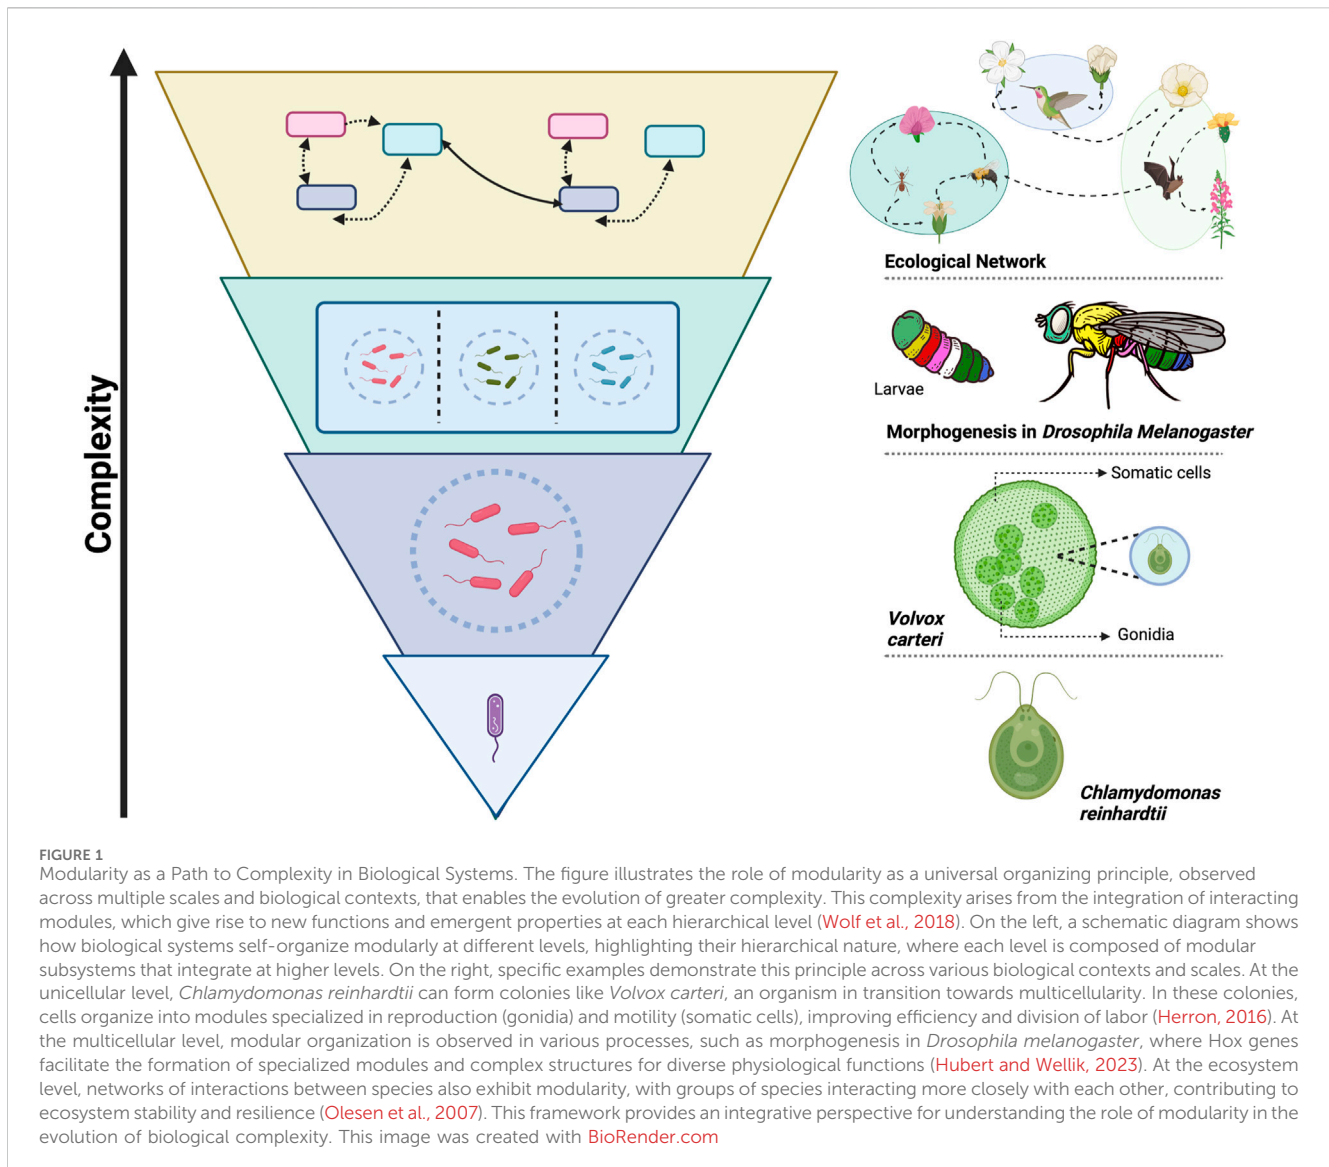 Complexity
Ecological Network
Larvae
Morphogenesis in Drosophila Melanogaster
Somatic cells
Volvox
carteri
Gonidia
Chlamydomonas
reinhardtii
FIGURE 1
Modularity as a Path to Complexity in Biological Systems. The figure illustrates the role of modularity as a universal organizing principle, observed
across multiple scales and biological contexts, that enables the evolution of greater complexity. This complexity arises from the integration of interacting
modules, which give rise to new functions and emergent properties at each hierarchical level (Wolf et al., 2018). On the left, a schematic diagram shows
how biological systems self-organize modularly at different levels, highlighting their hierarchical nature, where each level is composed of modular
subsystems that integrate at higher levels. On the right, specific examples demonstrate this principle across various biological contexts and scales. At the
unicellular level, Chlamydomonas reinhardtii can form colonies like Volvox carteri, an organism in transition towards multicellularity. In these colonies,
cells organize into modules specialized in reproduction (gonidia) and motility (somatic cells), improving efficiency and division of labor (Herron, 2016). At
the multicellular level, modular organization is observed in various processes, such as morphogenesis in Drosophila melanogaster, where Hox genes
facilitate the formation of specialized modules and complex structures for diverse physiological functions (Hubert and Wellik, 2023). At the ecosystem
level, networks of interactions between species also exhibit modularity, with groups of species interacting more closely with each other, contributing to
ecosystem stability and resilience (Olesen et al., 2007). This framework provides an integrative perspective for understanding the role of modularity in the
evolution of biological complexity. This image was created with BioRender.com